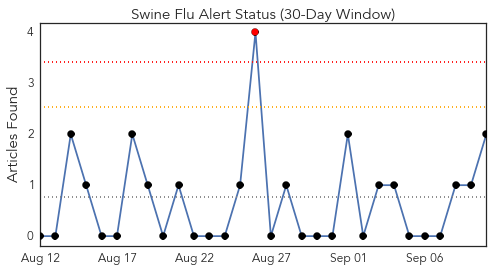 Swine Flu Alert Status (30-Day Window)
Articles Found
4
3
2
1
0
Aug 12 Aug 17 Aug 22 Aug 27 Sep 01 Sep 06